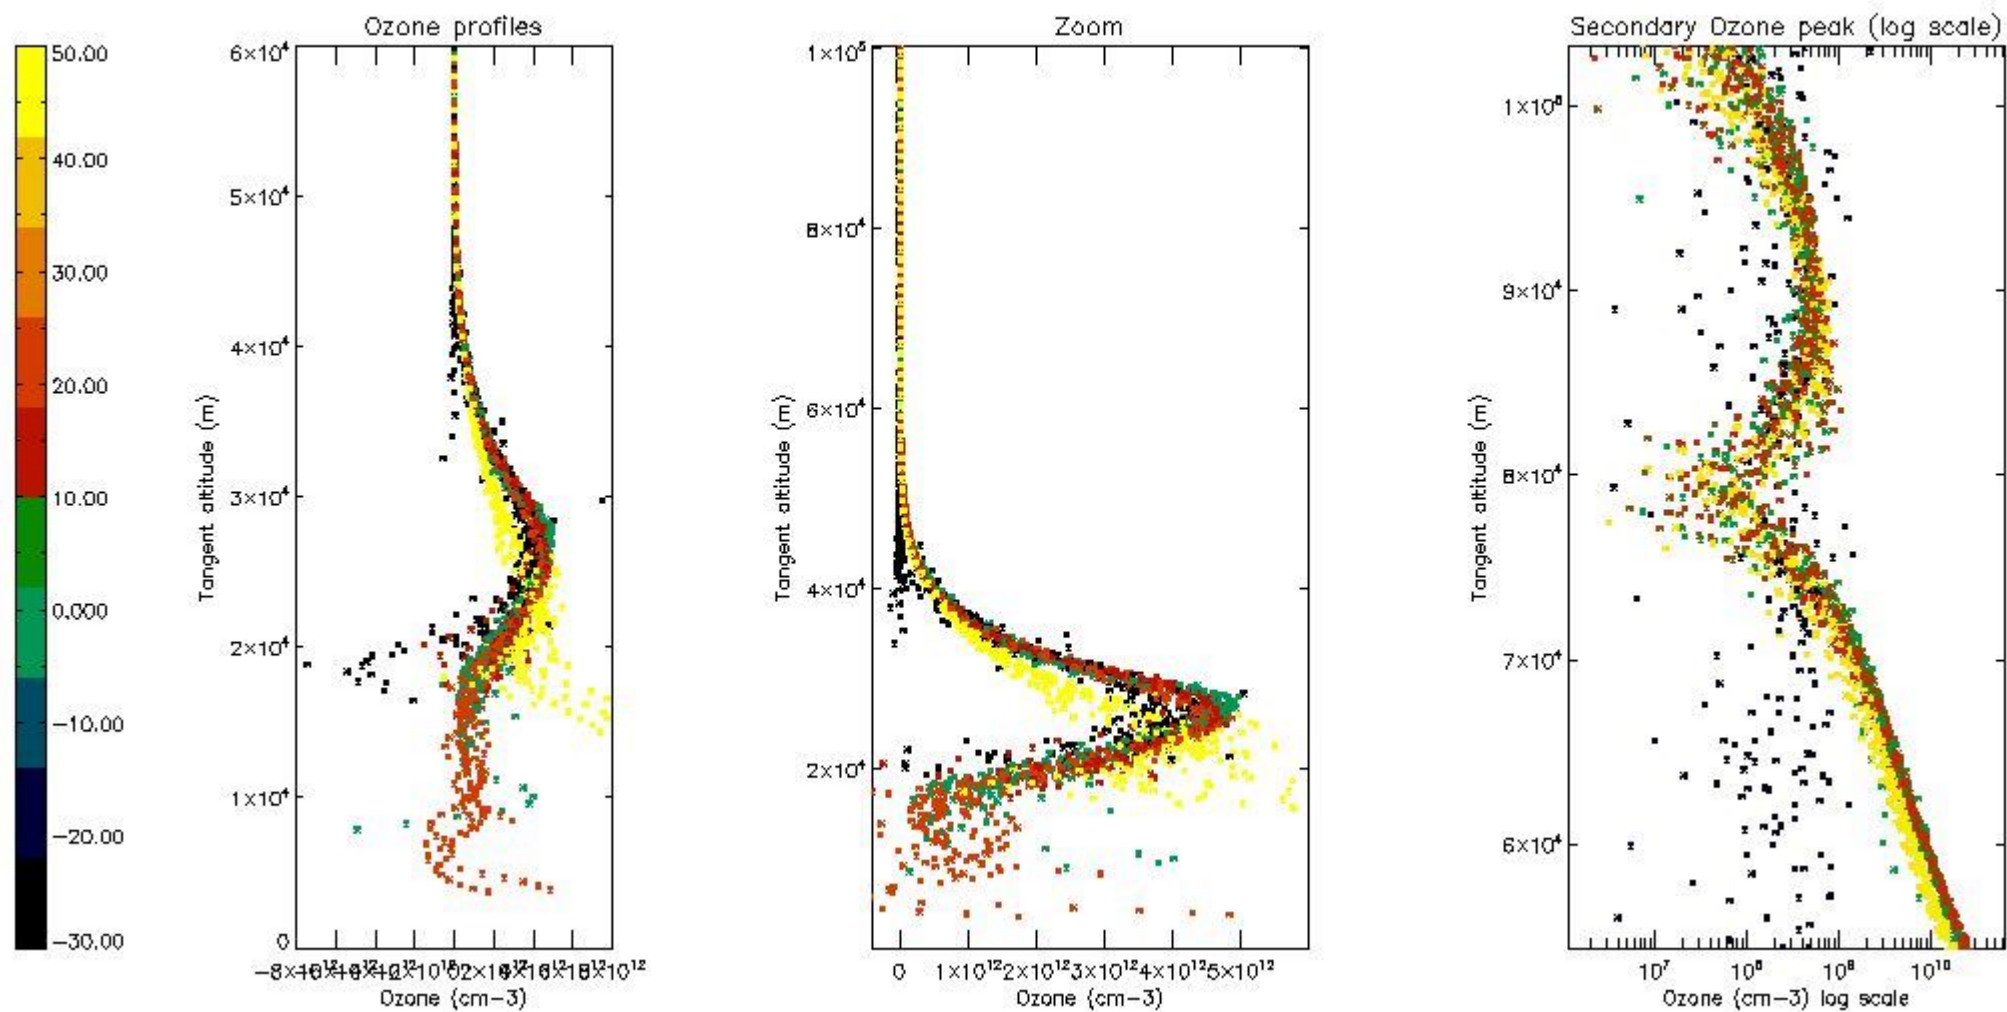 Ozone profiles
Zoom
Secondary Ozone peak (log scale)
50.00
40.00
30.00
20.00
10.00
0.000
−10.00
−20.00
−30.00
6×10⁴
5×10⁴
4×10⁴
3×10⁴
2×10⁴
1×10⁴
0
Tangent altitude (m)
Ozone (cm−3)
1×10⁵
8×10⁴
6×10⁴
4×10⁴
2×10⁴
Tangent altitude (m)
0 1×10¹² 2×10¹² 3×10¹² 4×10¹² 5×10¹²
Ozone (cm−3)
9×10⁴
8×10⁴
7×10⁴
6×10⁴
Tangent altitude (m)
10⁷ 10⁸ 10⁹ 10¹⁰
Ozone (cm−3) log scale